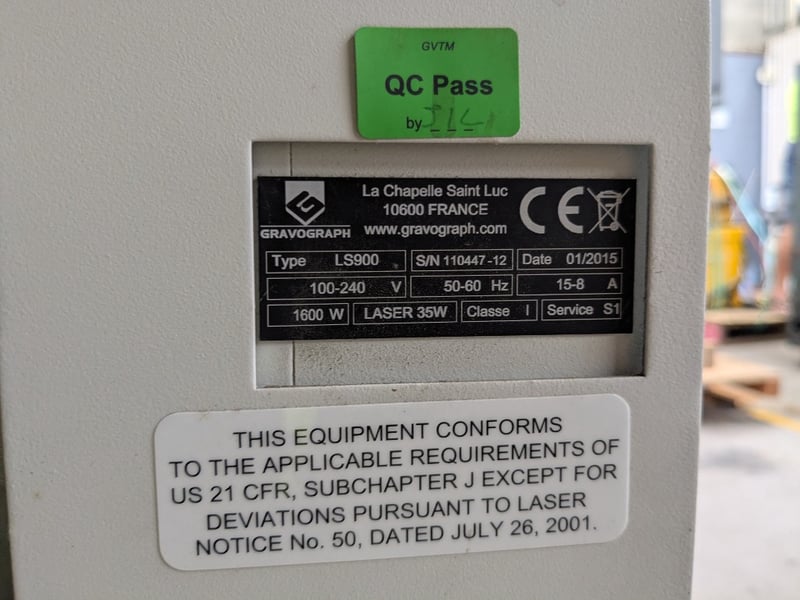 GVTM
QC Pass
by
La Chapelle Saint Luc
10600 FRANCE
GRAVOGRAPH www.gravograph.com
CE
Type LS900 S/N 110447-12 Date 01/2015
100-240 V 50-60 Hz 15-8 A
1600 W LASER 35W Classe I Service S1
THIS EQUIPMENT CONFORMS
TO THE APPLICABLE REQUIREMENTS OF
US 21 CFR, SUBCHAPTER J EXCEPT FOR
DEVIATIONS PURSUANT TO LASER
NOTICE No. 50, DATED JULY 26, 2001.